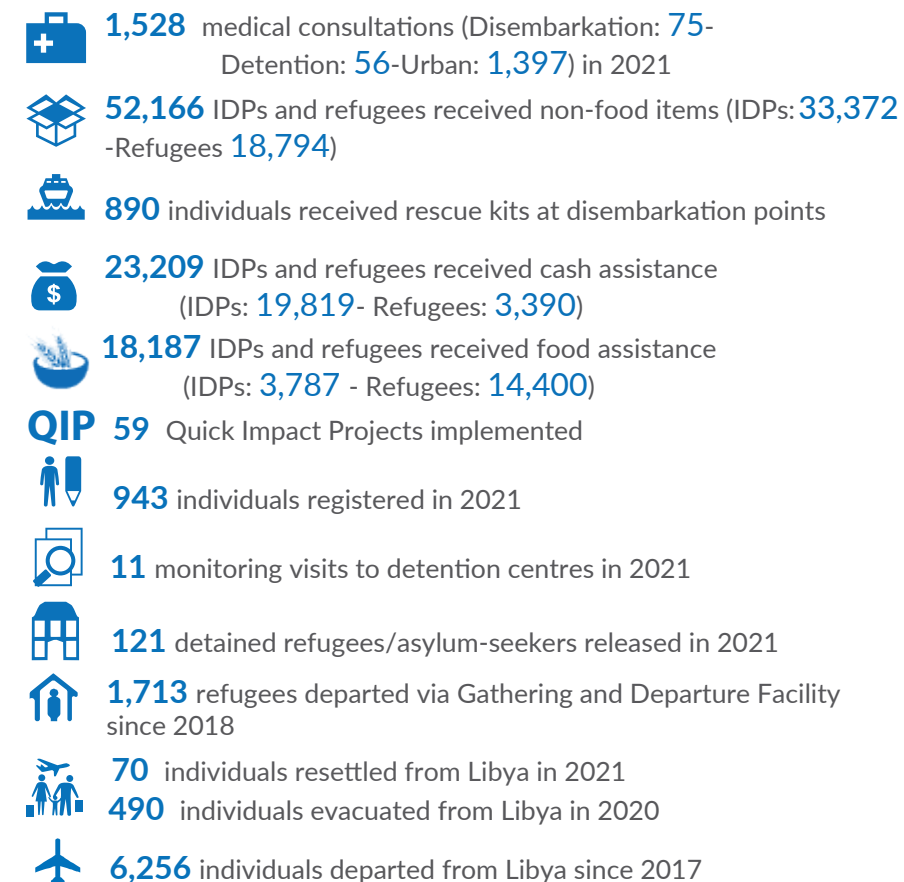 1,528 medical consultations (Disembarkation: 75-
Detention: 56-Urban: 1,397) in 2021
52,166 IDPs and refugees received non-food items (IDPs: 33,372
-Refugees 18,794)
890 individuals received rescue kits at disembarkation points
23,209 IDPs and refugees received cash assistance
(IDPs: 19,819- Refugees: 3,390)
18,187 IDPs and refugees received food assistance
(IDPs: 3,787 - Refugees: 14,400)
QIP 59 Quick Impact Projects implemented
943 individuals registered in 2021
11 monitoring visits to detention centres in 2021
121 detained refugees/asylum-seekers released in 2021
1,713 refugees departed via Gathering and Departure Facility
since 2018
70 individuals resettled from Libya in 2021
490 individuals evacuated from Libya in 2020
6,256 individuals departed from Libya since 2017